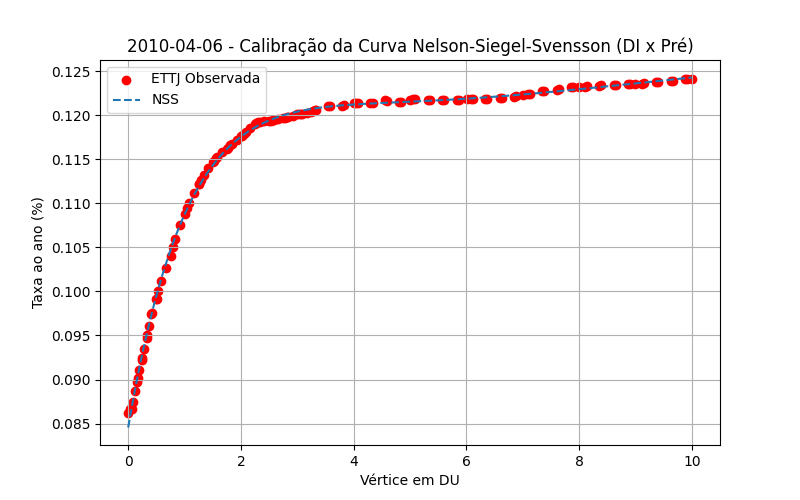 2010-04-06 - Calibração da Curva Nelson-Siegel-Svensson (DI x Pré)
ETTJ Observada
NSS
Taxa ao ano (%)
0.125
0.120
0.115
0.110
0.105
0.100
0.095
0.090
0.085
0 2 4 6 8 10
Vértice em DU